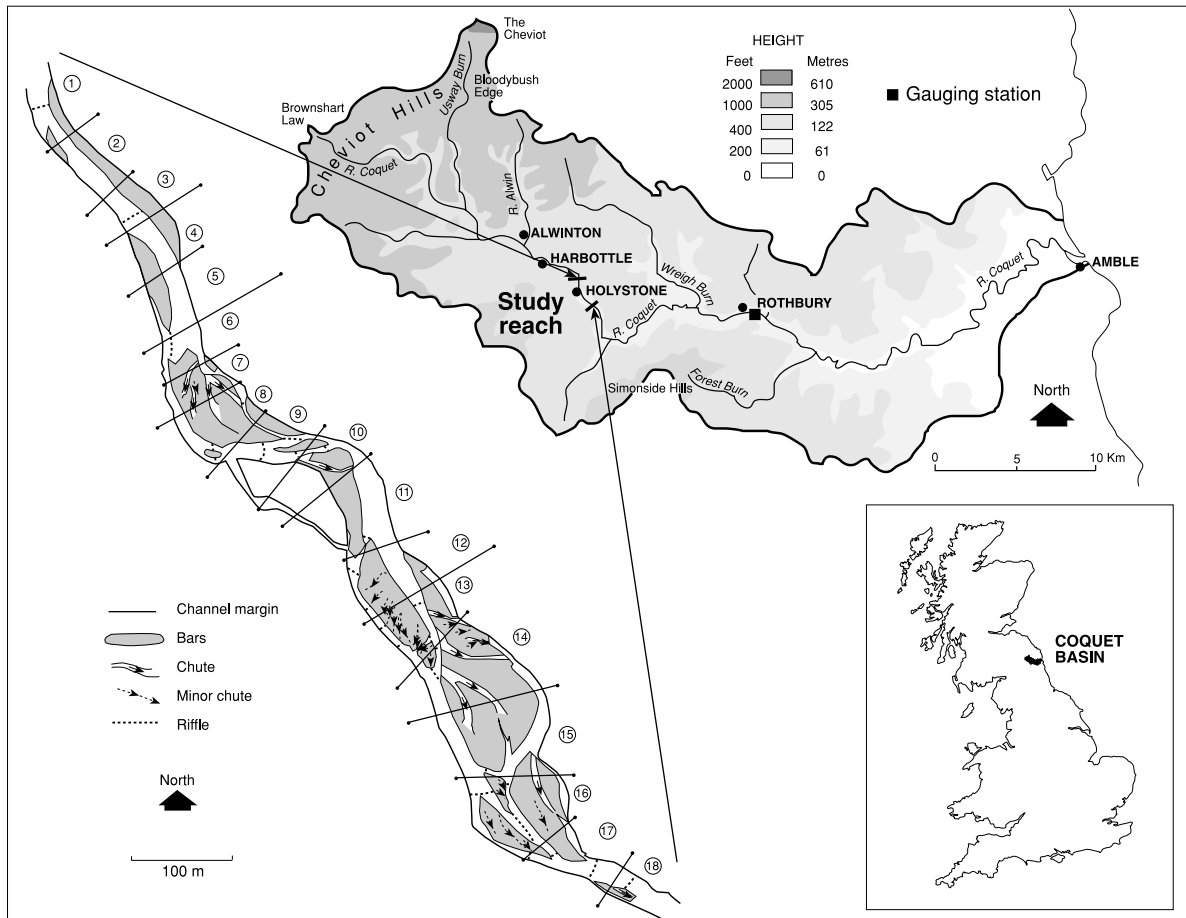 The
Cheviot
Bloodybush
Edge
Usway Burn
Cheviot Hills
Brownshart
Law
R. Coquet
R. Alwin
ALWINTON
HARBOTTLE
HOLYSTONE
Study
reach
Wreigh Burn
R. Coquet
ROTHBURY
Simonside Hills
Forest Burn
R. Coquet
AMBLE
HEIGHT
Feet Metres
2000 610
1000 305
400 122
200 61
0 0
Gauging station
North
0 5 10 Km
1
2
3
4
5
6
7
8
9
10
11
12
13
14
15
16
17
18
Channel margin
Bars
Chute
Minor chute
Riffle
North
100 m
COQUET
BASIN